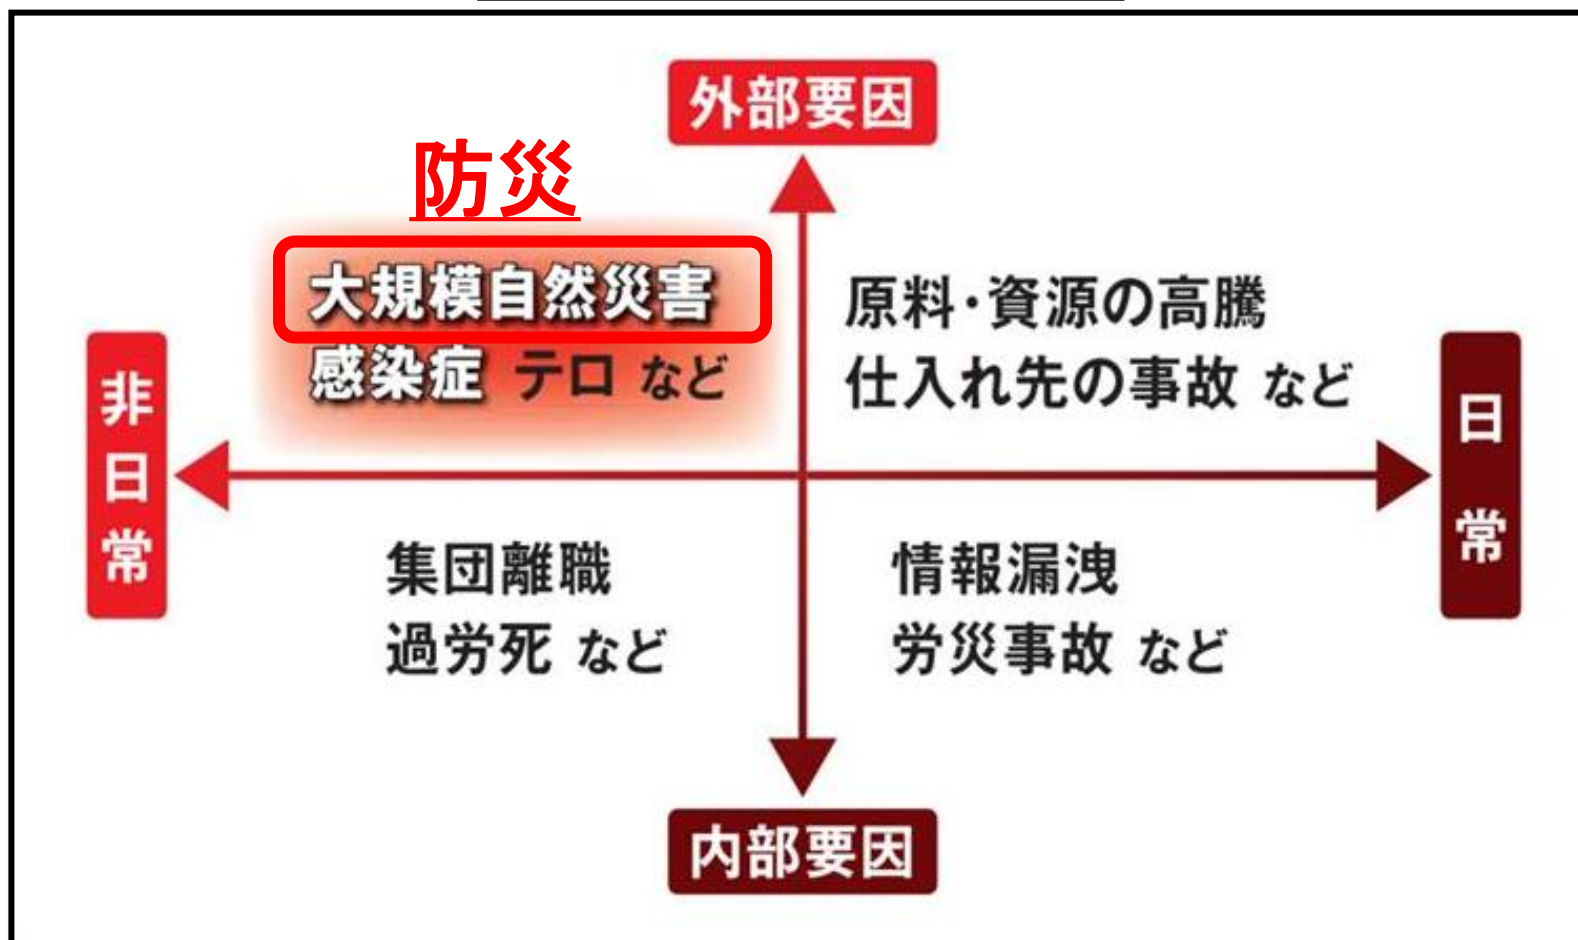 外部要因
防災
大規模自然災害
感染症 テロ など
原料・資源の高騰
仕入れ先の事故 など
非日常
日常
集団離職
過労死 など
情報漏洩
労災事故 など
内部要因